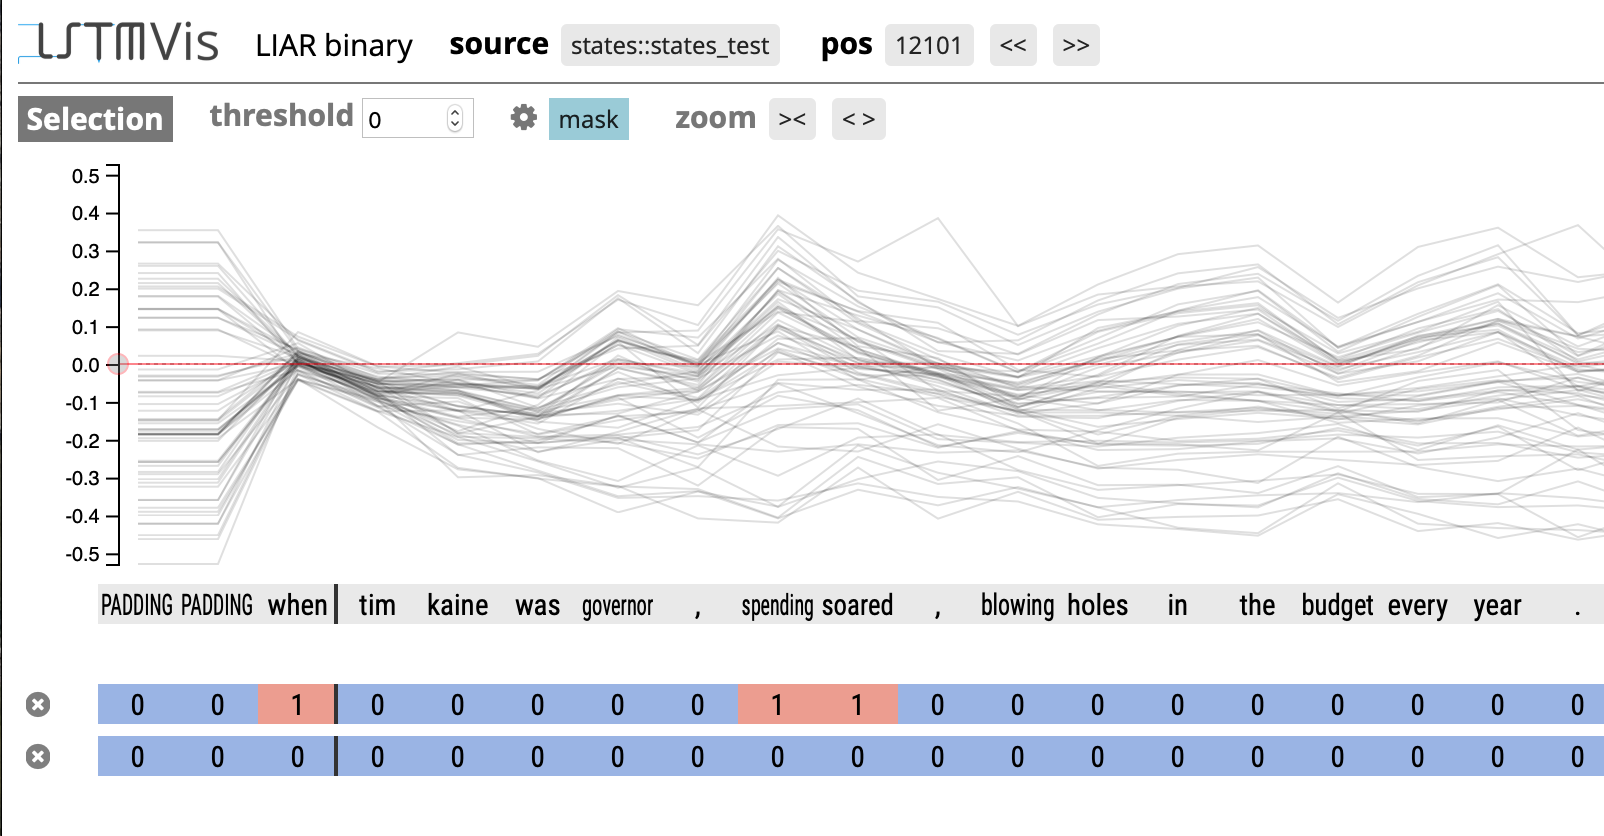 LSTMVis LIAR binary source states::states_test pos 12101 << >>
Selection threshold 0 mask zoom >< < >
0.5
0.4
0.3
0.2
0.1
0.0
-0.1
-0.2
-0.3
-0.4
-0.5
PADDING PADDING when tim kaine was governor , spending soared , blowing holes in the budget every year .
0 0 1 0 0 0 0 0 1 1 0 0 0 0 0 0 0 0 0
0 0 0 0 0 0 0 0 0 0 0 0 0 0 0 0 0 0 0